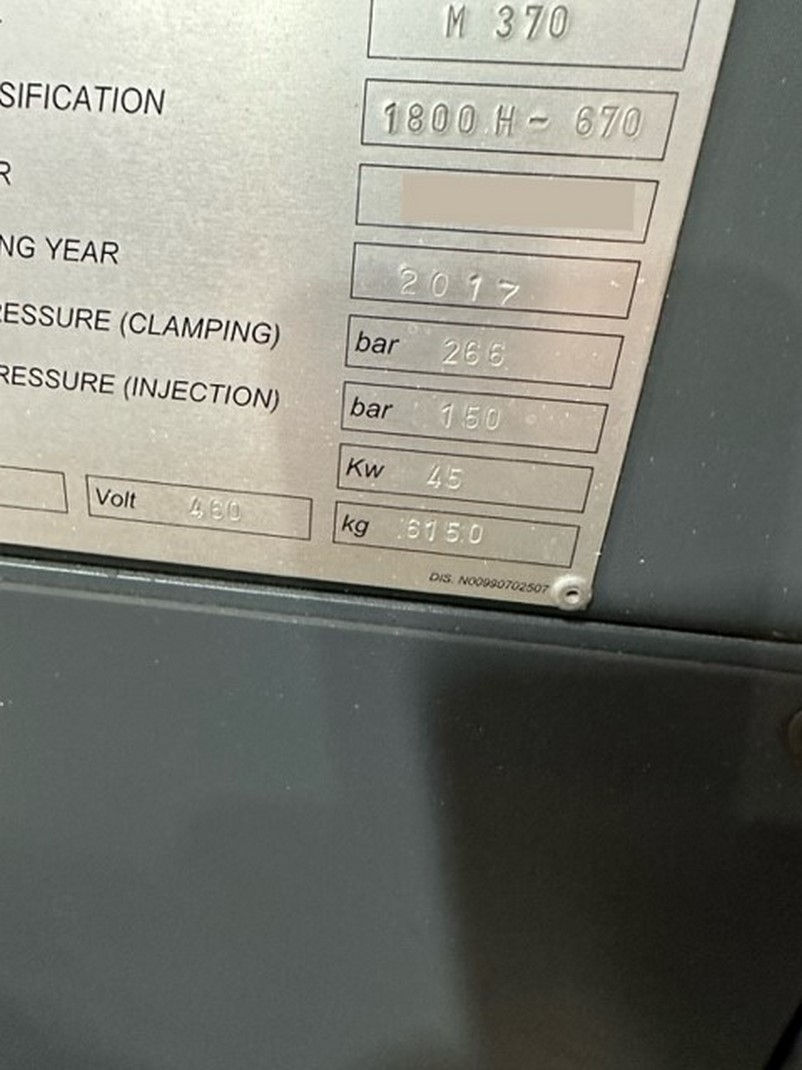 M 370
SIFICATION 1800 H- 670
R
NG YEAR 2017
ESSURE (CLAMPING) bar 266
RESSURE (INJECTION) bar 150
Kw 45
Volt 460 kg 6150
DIS. N00990702507